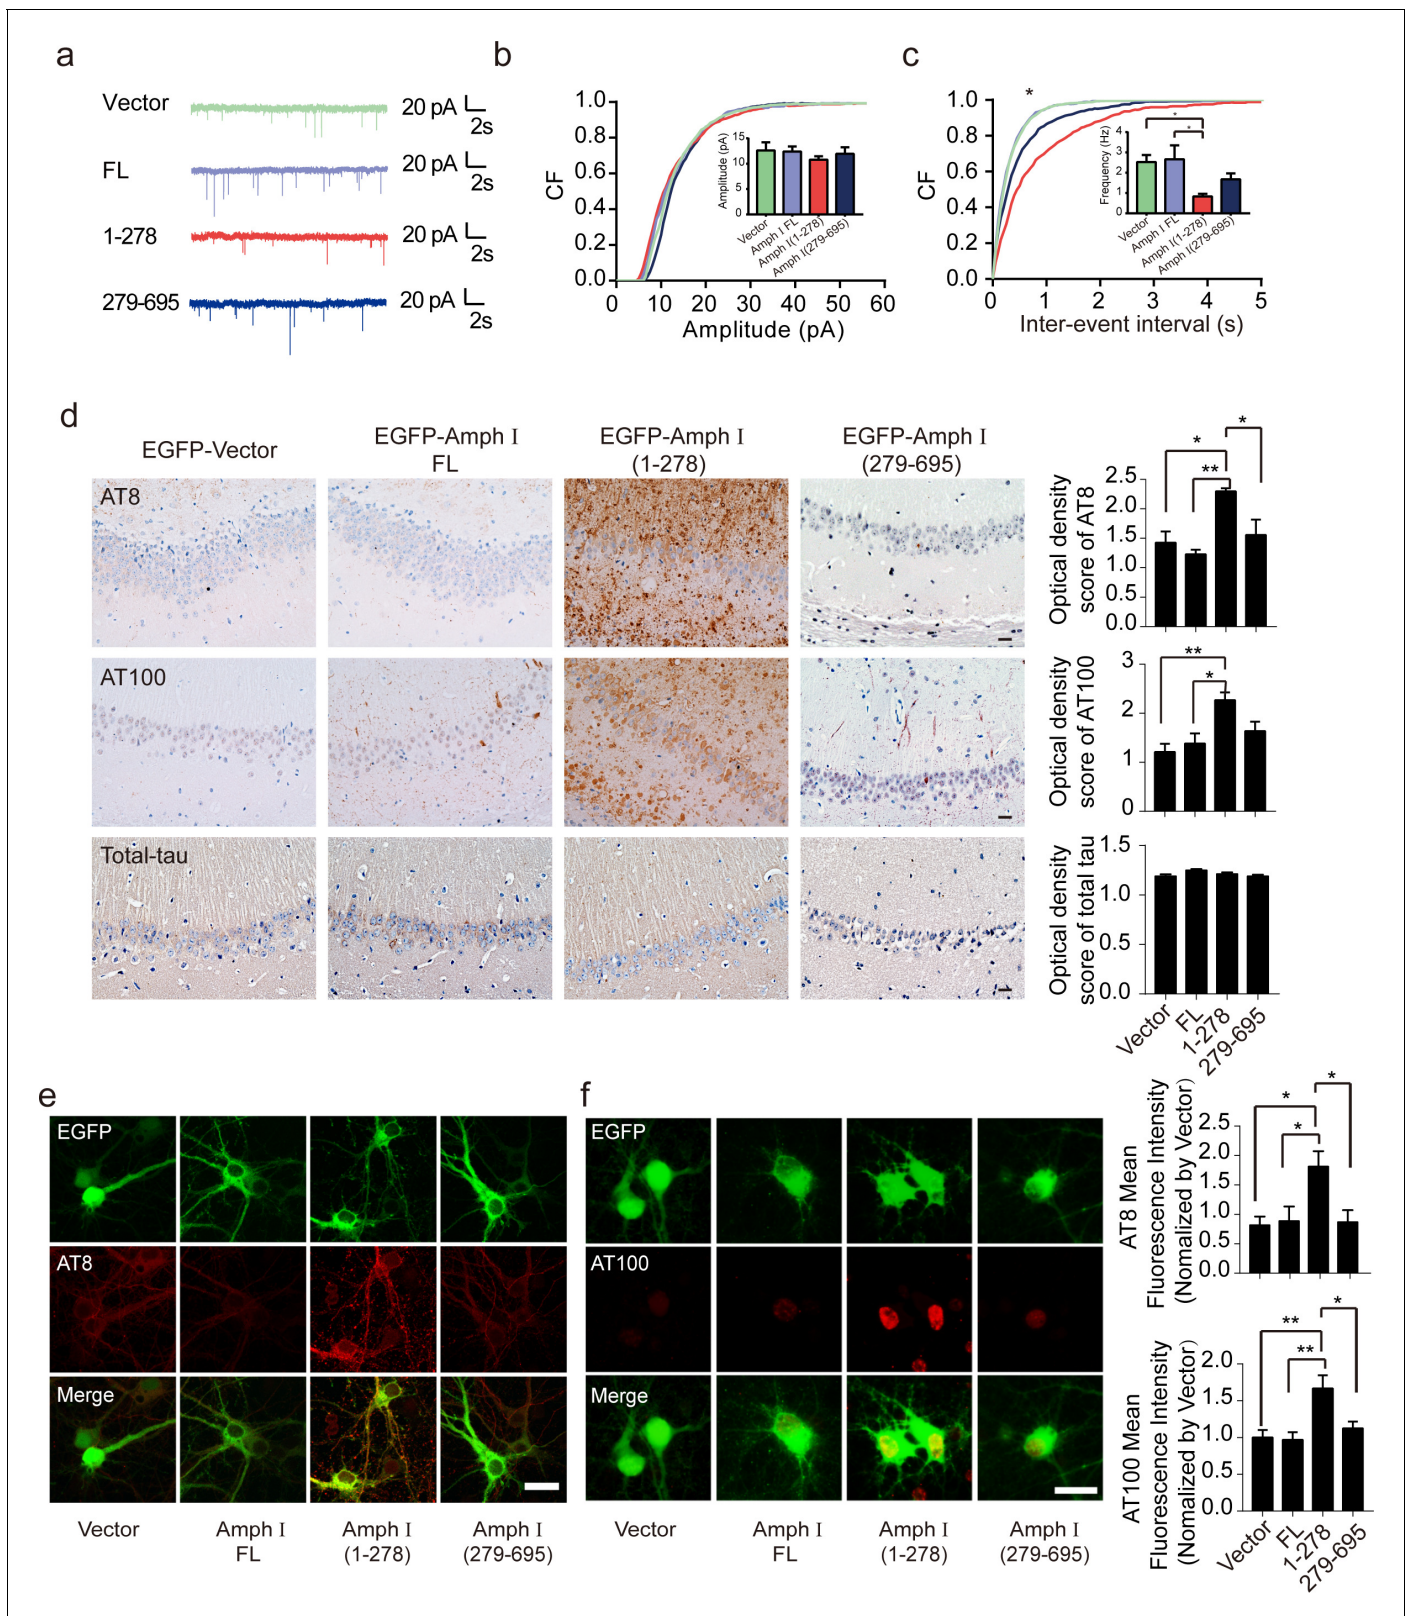 a
Vector
20 pA
2s
FL
20 pA
2s
1-278
20 pA
2s
279-695
20 pA
2s
b
CF
1.0
0.8
0.6
0.4
0.2
0.0
0
10
20
30
40
50
60
Amplitude (pA)
Amplitude (pA)
15
10
5
0
Vector
Amph I FL
Amph I(1-278)
Amph I(279-695)
c
*
CF
1.0
0.8
0.6
0.4
0.2
0.0
0
1
2
3
4
5
Inter-event interval (s)
Frequency (Hz)
4
3
2
1
0
*
*
Vector
Amph I FL
Amph I(1-278)
Amph I(279-695)
d
EGFP-Vector
EGFP-Amph I
FL
EGFP-Amph I
(1-278)
EGFP-Amph I
(279-695)
AT8
AT100
Total-tau
Optical density
score of AT8
2.5
2.0
1.5
1.0
0.5
0.0
*
**
*
Optical density
score of AT100
3
2
1
0
**
*
Optical density
score of total tau
1.5
1.0
0.5
0.0
Vector
FL
1-278
279-695
e
EGFP
AT8
Merge
Vector
Amph I
FL
Amph I
(1-278)
Amph I
(279-695)
f
EGFP
AT100
Merge
Vector
Amph I
FL
Amph I
(1-278)
Amph I
(279-695)
AT8 Mean
Fluorescence Intensity
(Nomalized by Vector)
2.5
2.0
1.5
1.0
0.5
0.0
*
*
*
AT100 Mean
Fluorescence Intensity
(Nomalized by Vector)
2.0
1.5
1.0
0.5
0.0
**
**
*
Vector
FL
1-278
279-695